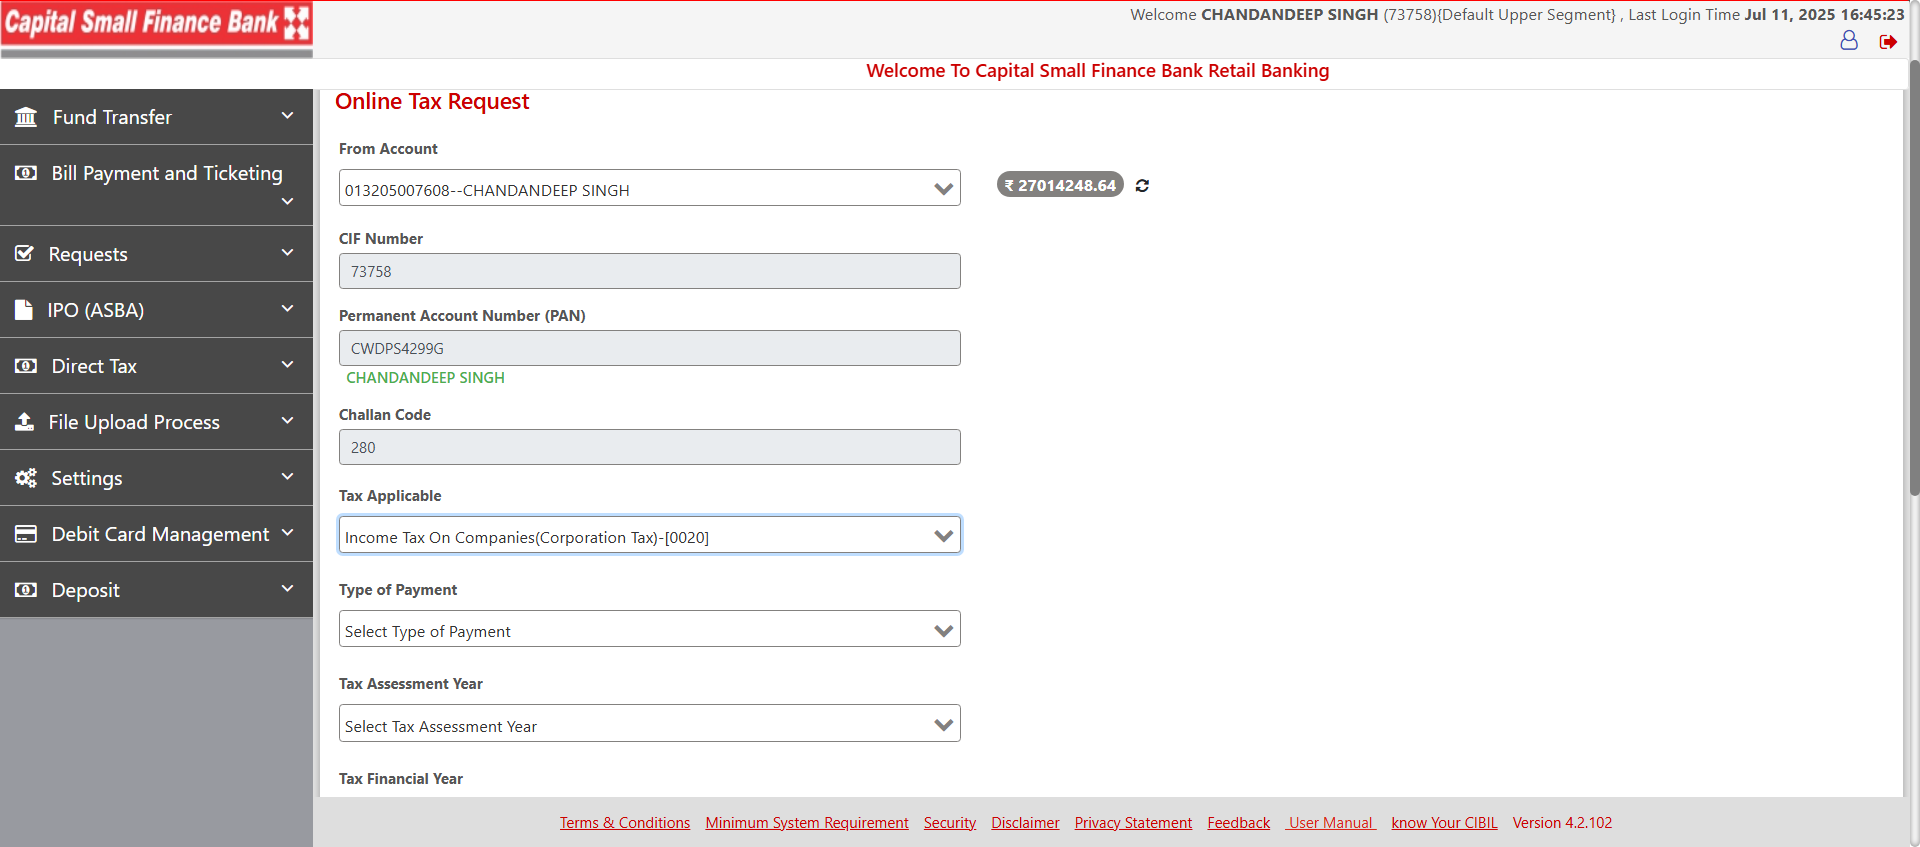 Capital Small Finance Bank
Welcome CHANDANDEEP SINGH (73758){Default Upper Segment} , Last Login Time Jul 11, 2025 16:45:23
Welcome To Capital Small Finance Bank Retail Banking
Fund Transfer
Bill Payment and Ticketing
Requests
IPO (ASBA)
Direct Tax
File Upload Process
Settings
Debit Card Management
Deposit
Online Tax Request
From Account
013205007608--CHANDANDEEP SINGH
₹ 27014248.64
CIF Number
73758
Permanent Account Number (PAN)
CWDPS4299G
CHANDANDEEP SINGH
Challan Code
280
Tax Applicable
Income Tax On Companies(Corporation Tax)-[0020]
Type of Payment
Select Type of Payment
Tax Assessment Year
Select Tax Assessment Year
Tax Financial Year
Terms & Conditions Minimum System Requirement Security Disclaimer Privacy Statement Feedback User Manual know Your CIBIL Version 4.2.102